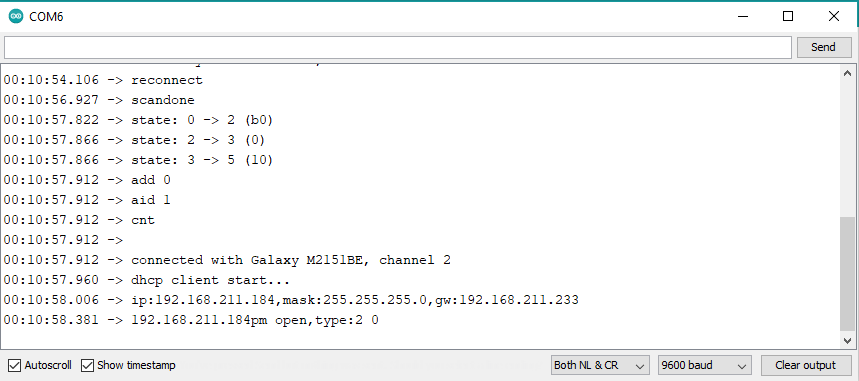 COM6
Send
00:10:54.106 -> reconnect
00:10:56.927 -> scandone
00:10:57.822 -> state: 0 -> 2 (b0)
00:10:57.866 -> state: 2 -> 3 (0)
00:10:57.866 -> state: 3 -> 5 (10)
00:10:57.912 -> add 0
00:10:57.912 -> aid 1
00:10:57.912 -> cnt
00:10:57.912 ->
00:10:57.912 -> connected with Galaxy M2151BE, channel 2
00:10:57.960 -> dhcp client start...
00:10:58.006 -> ip:192.168.211.184,mask:255.255.255.0,gw:192.168.211.233
00:10:58.381 -> 192.168.211.184pm open,type:2 0
Autoscroll Show timestamp Both NL & CR 9600 baud Clear output